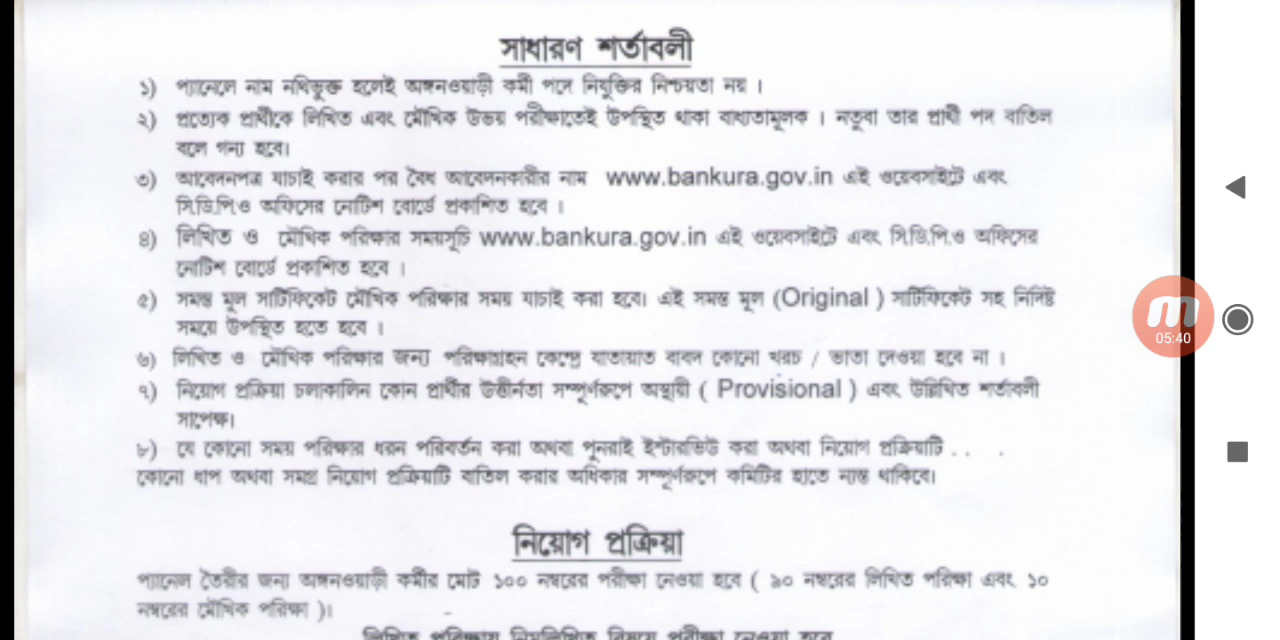 সাধারণ শর্তাবলী
১) প্যানেলে নাম নথিভুক্ত হলেই অঙ্গনওয়াড়ী কর্মী পদে নিযুক্তির নিশ্চয়তা নয় ।
২) প্রত্যেক প্রার্থীকে লিখিত এবং মৌখিক উভয় পরীক্ষাতেই উপস্থিত থাকা বাধ্যতামূলক । নতুবা তার প্রার্থী পদ বাতিল
বলে গন্য হবে।
৩) আবেদনপত্র যাচাই করার পর বৈধ আবেদনকারীর নাম www.bankura.gov.in এই ওয়েবসাইটে এবং
সি.ডি.পি.ও অফিসের নোটিশ বোর্ডে প্রকাশিত হবে ।
৪) লিখিত ও মৌখিক পরিক্ষার সময়সূচি www.bankura.gov.in এই ওয়েবসাইটে এবং সি.ডি.পি.ও অফিসের
নোটিশ বোর্ডে প্রকাশিত হবে ।
৫) সমস্ত মূল সার্টিফিকেট মৌখিক পরিক্ষার সময় যাচাই করা হবে। এই সমস্ত মূল (Original ) সার্টিফিকেট সহ নির্দিষ্ট
সময়ে উপস্থিত হতে হবে ।
৬) লিখিত ও মৌখিক পরিক্ষার জন্য পরিক্ষাগ্রহন কেন্দ্রে যাতায়াত বাবদ কোনো খরচ / ভাতা দেওয়া হবে না ।
৭) নিয়োগ প্রক্রিয়া চলাকালিন কোন প্রার্থীর উত্তীর্নতা সম্পূর্ণরূপে অস্থায়ী ( Provisional ) এবং উল্লিখিত শর্তাবলী
সাপেক্ষ।
৮) যে কোনো সময় পরিক্ষার ধরন পরিবর্তন করা অথবা পুনরাই ইন্টারভিউ করা অথবা নিয়োগ প্রক্রিয়াটি . . .
কোনো ধাপ অথবা সমগ্র নিয়োগ প্রক্রিয়াটি বাতিল করার অধিকার সম্পূর্ণরূপে কমিটির হাতে ন্যস্ত থাকিবে।
নিয়োগ প্রক্রিয়া
প্যানেল তৈরীর জন্য অঙ্গনওয়াড়ী কর্মীর মোট ১০০ নম্বরের পরীক্ষা নেওয়া হবে ( ৯০ নম্বরের লিখিত পরিক্ষা এবং ১০
নম্বরের মৌখিক পরিক্ষা )।
লিখিত পরিক্ষায় নিম্নলিখিত বিষয়ে পরীক্ষা নেওয়া হবে
05:40